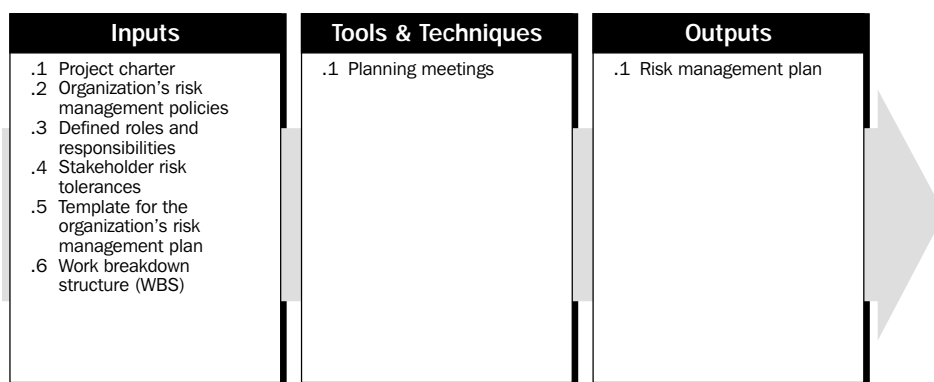 Inputs
.1 Project charter
.2 Organization's risk
management policies
.3 Defined roles and
responsibilities
.4 Stakeholder risk
tolerances
.5 Template for the
organization's risk
management plan
.6 Work breakdown
structure (WBS)
Tools & Techniques
.1 Planning meetings
Outputs
.1 Risk management plan